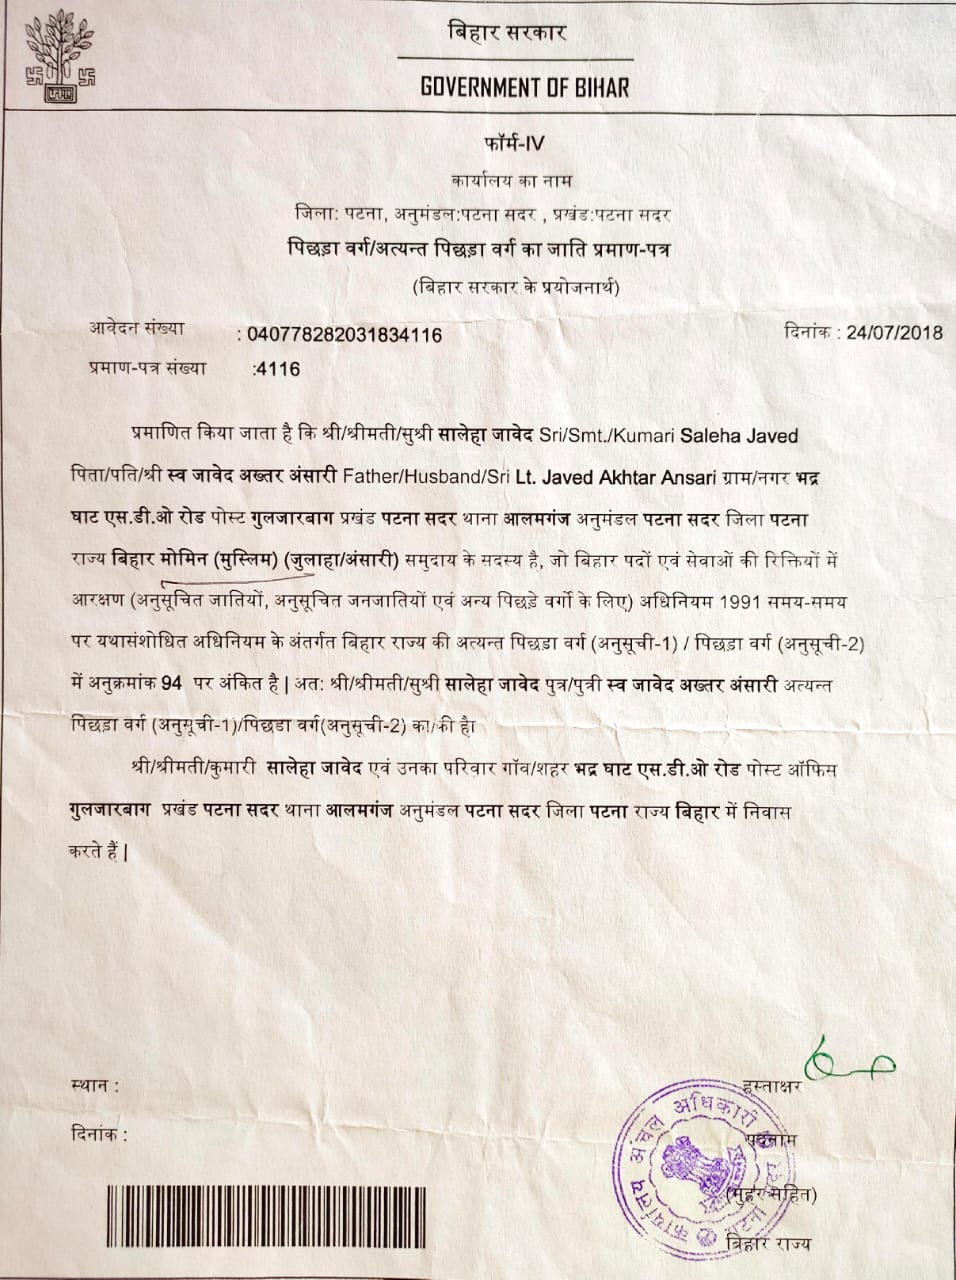 बिहार सरकार
GOVERNMENT OF BIHAR
फॉर्म-IV
कार्यालय का नाम
जिला: पटना, अनुमंडल:पटना सदर , प्रखंड:पटना सदर
पिछड़ा वर्ग/अत्यन्त पिछड़ा वर्ग का जाति प्रमाण-पत्र
(बिहार सरकार के प्रयोजनार्थ)
आवेदन संख्या : 040778282031834116 दिनांक : 24/07/2018
प्रमाण-पत्र संख्या :4116
प्रमाणित किया जाता है कि श्री/श्रीमती/सुश्री सालेहा जावेद Sri/Smt./Kumari Saleha Javed
पिता/पति/श्री स्व जावेद अख्तर अंसारी Father/Husband/Sri Lt. Javed Akhtar Ansari ग्राम/नगर भद्र
घाट एस.डी.ओ रोड पोस्ट गुलजारबाग प्रखंड पटना सदर थाना आलमगंज अनुमंडल पटना सदर जिला पटना
राज्य बिहार मोमिन (मुस्लिम) (जुलाहा/अंसारी) समुदाय के सदस्य है, जो बिहार पदों एवं सेवाओं की रिक्तियों में
आरक्षण (अनुसूचित जातियों, अनुसूचित जनजातियों एवं अन्य पिछड़े वर्गो के लिए) अधिनियम 1991 समय-समय
पर यथासंशोधित अधिनियम के अंतर्गत बिहार राज्य की अत्यन्त पिछड़ा वर्ग (अनुसूची-1) / पिछड़ा वर्ग (अनुसूची-2)
में अनुक्रमांक 94 पर अंकित है | अत: श्री/श्रीमती/सुश्री सालेहा जावेद पुत्र/पुत्री स्व जावेद अख्तर अंसारी अत्यन्त
पिछड़ा वर्ग (अनुसूची-1)/पिछडा वर्ग(अनुसूची-2) का/की है।
श्री/श्रीमती/कुमारी सालेहा जावेद एवं उनका परिवार गॉव/शहर भद्र घाट एस.डी.ओ रोड पोस्ट ऑफिस
गुलजारबाग प्रखंड पटना सदर थाना आलमगंज अनुमंडल पटना सदर जिला पटना राज्य बिहार में निवास
करते हैं |
स्थान : हस्ताक्षर
दिनांक : पदनाम
(मुहर सहित)
बिहार राज्य
कार्यालय अंचल अधिकारी